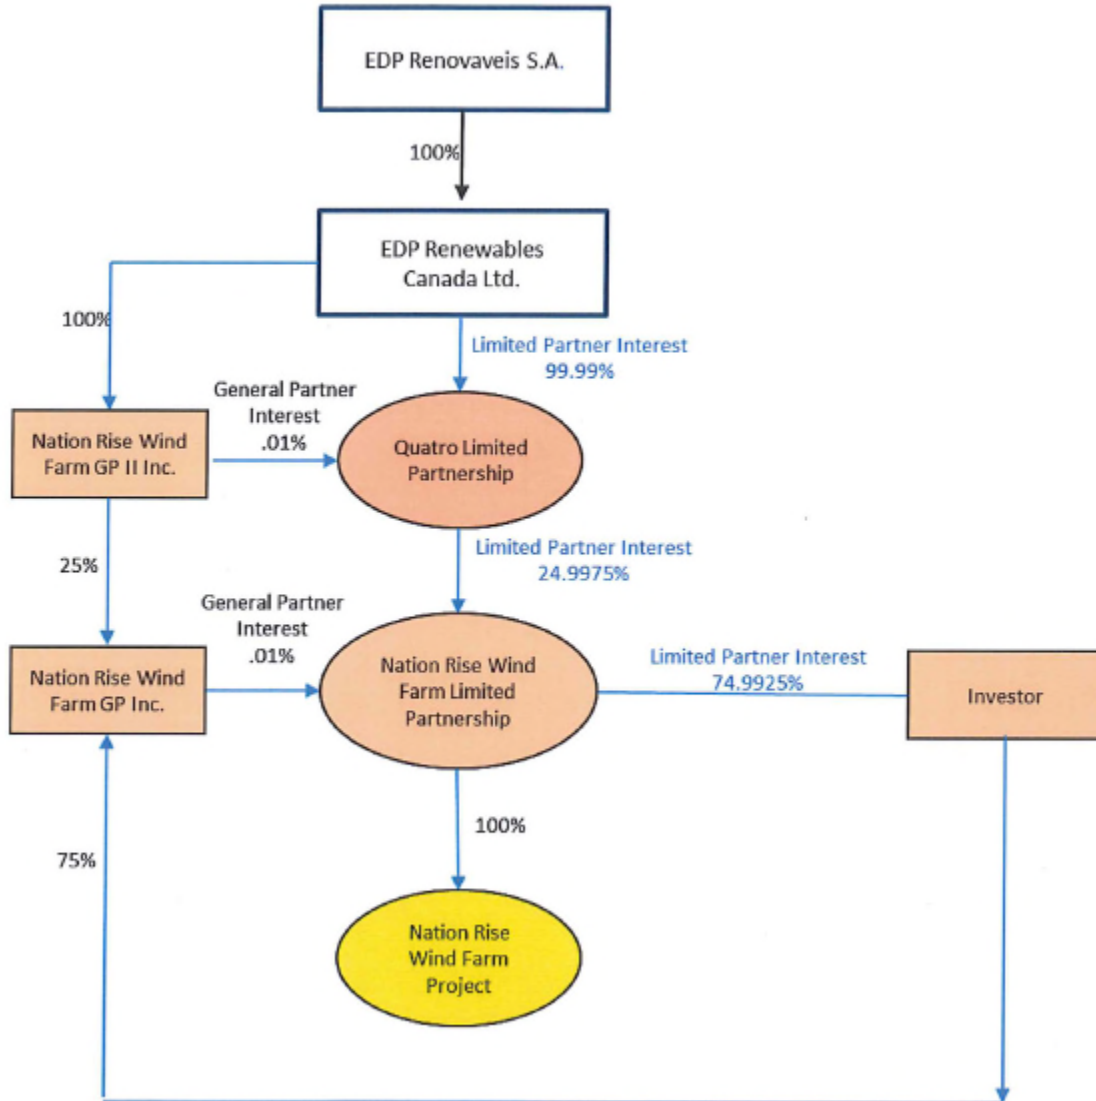 EDP Renovaveis S.A.
100%
EDP Renewables
Canada Ltd.
100%
Limited Partner Interest
99.99%
General Partner
Interest
.01%
Nation Rise Wind
Farm GP II Inc.
Quatro Limited
Partnership
25%
Limited Partner Interest
24.9975%
General Partner
Interest
.01%
Nation Rise Wind
Farm GP Inc.
Nation Rise Wind
Farm Limited
Partnership
Limited Partner Interest
74.9925%
Investor
100%
75%
Nation Rise
Wind Farm
Project